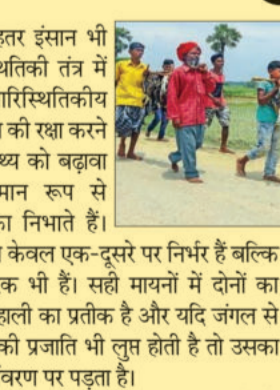 हतर इंसान भी
थतिकी तंत्र में
ारिस्थितिकीय
की रक्षा करने
थ्य को बढ़ावा
मान रूप से
का निभाते हैं।
केवल एक-दूसरे पर निर्भर हैं बल्कि
क भी हैं। सही मायनों में दोनों का
हाली का प्रतीक है और यदि जंगल से
की प्रजाति भी लुप्त होती है तो उसका
विरण पर पड़ता है।